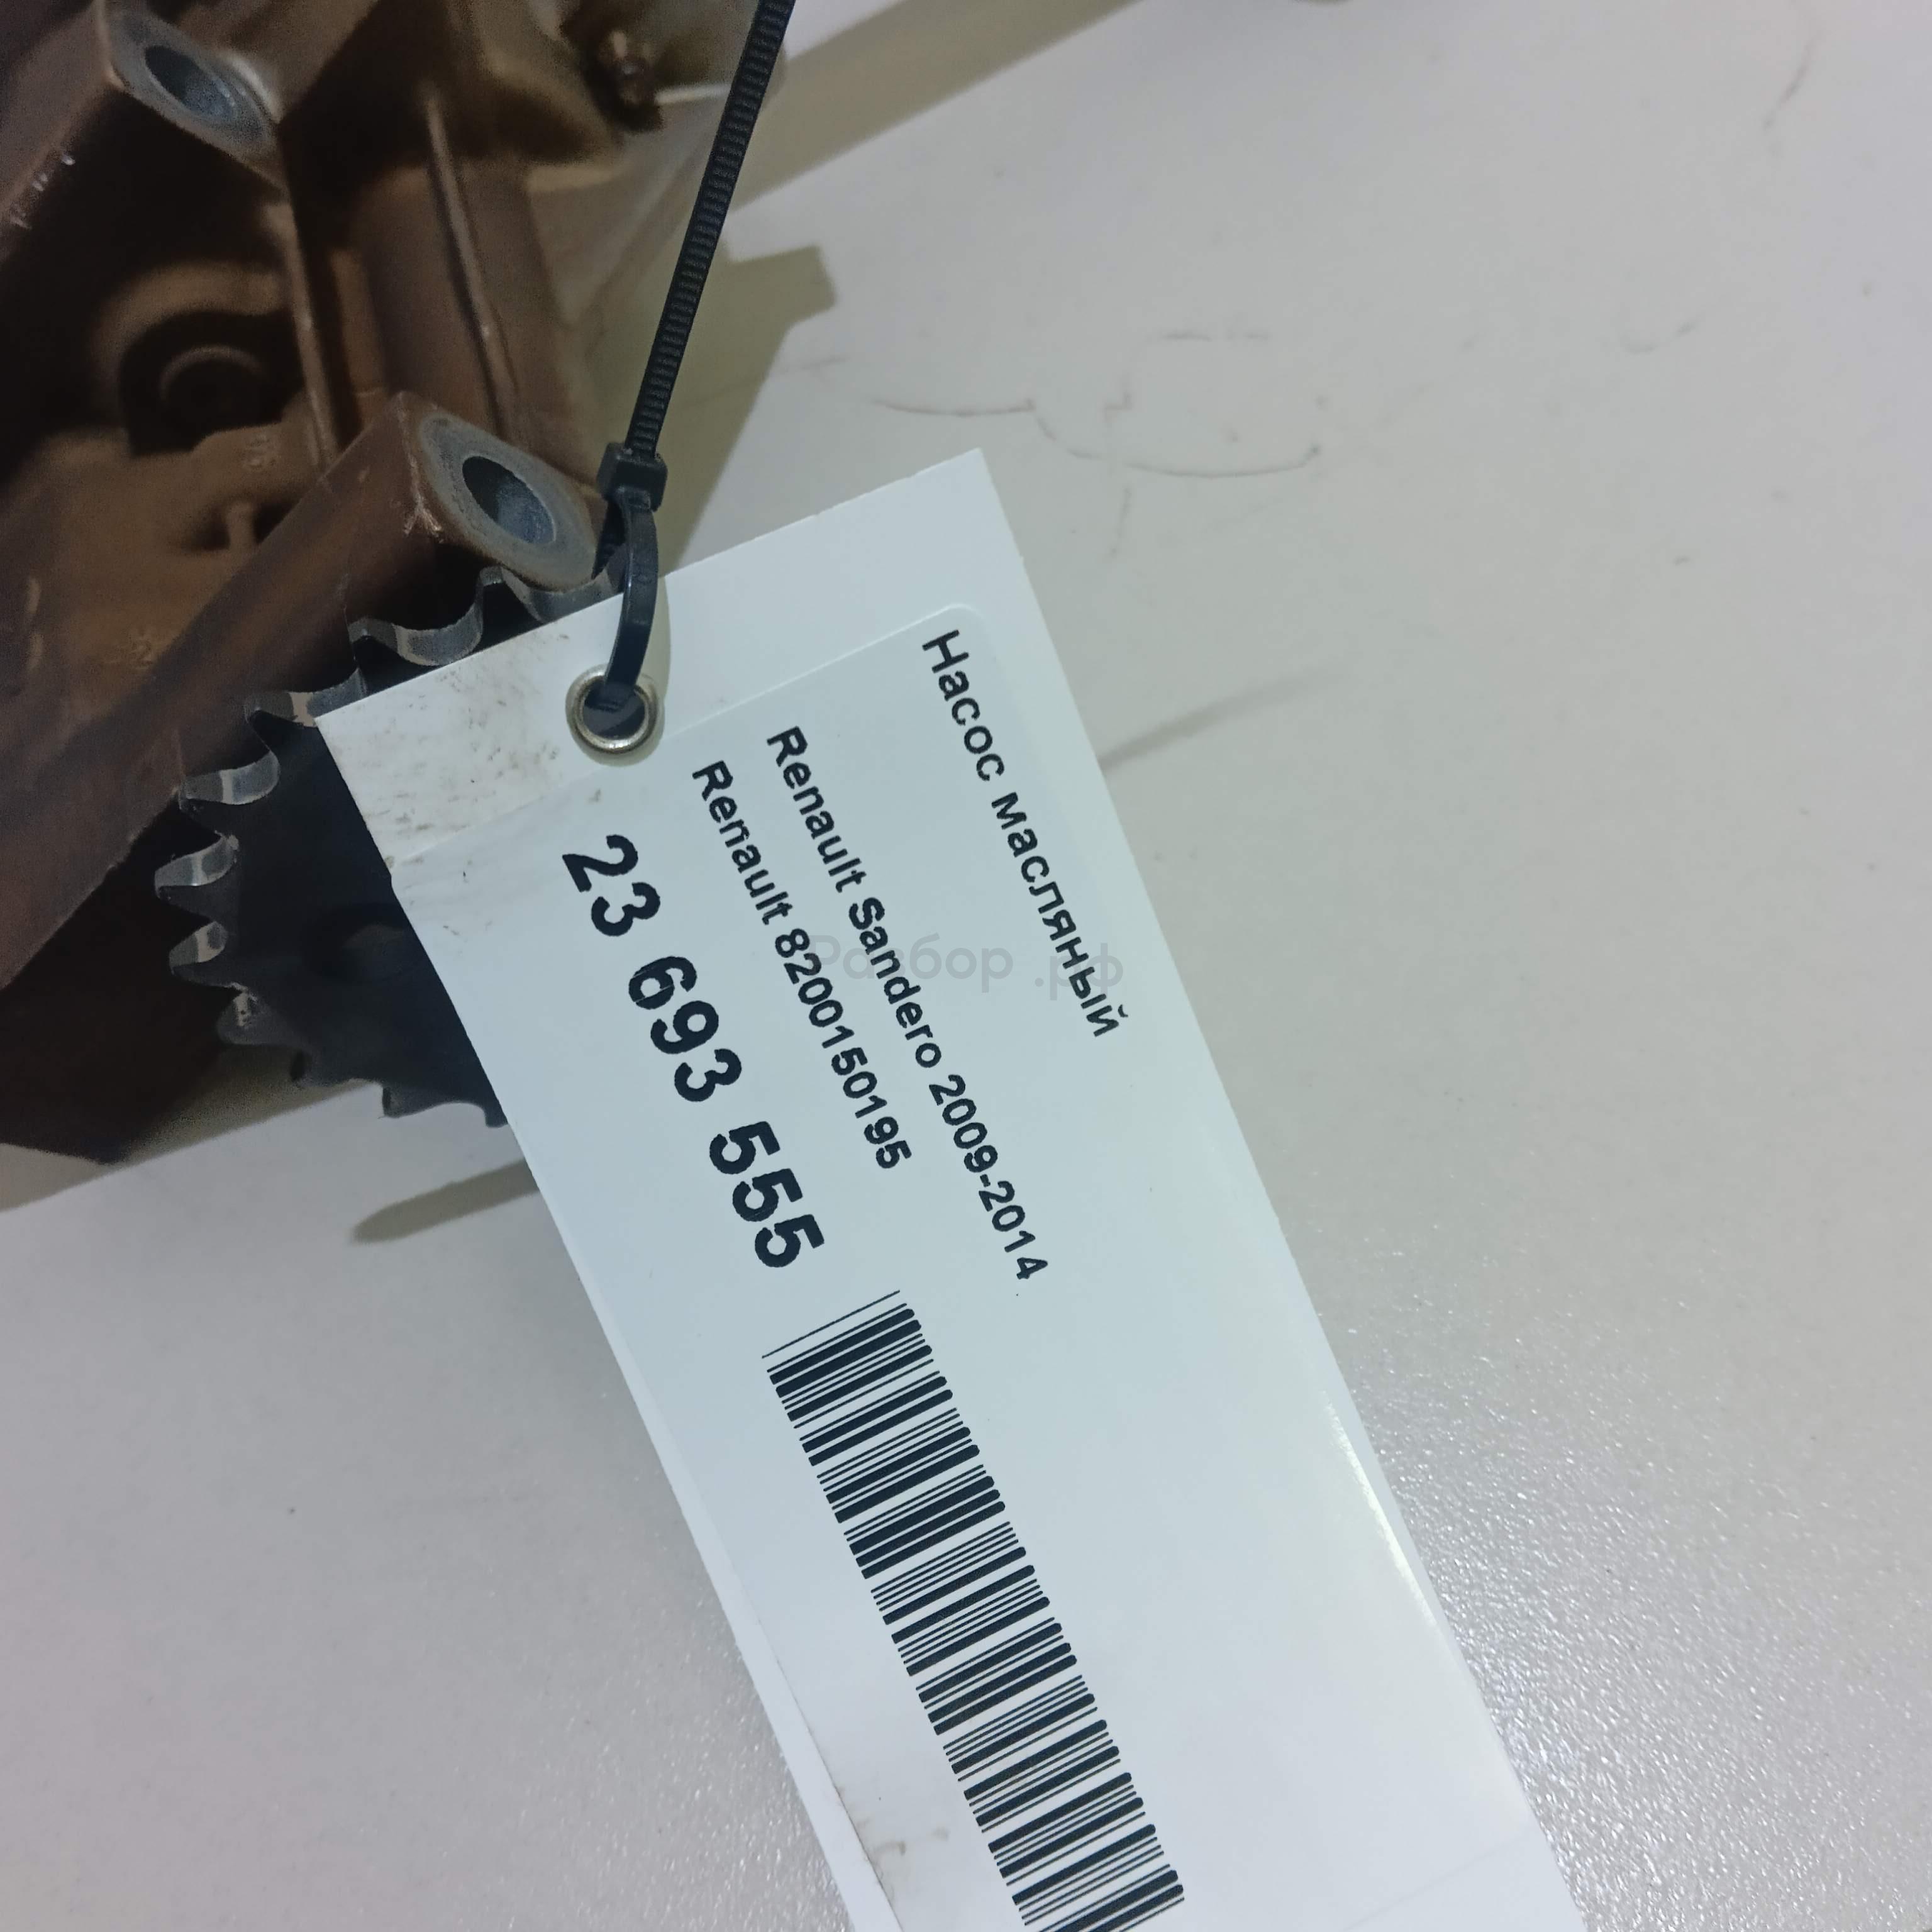 Насос масляный
Renault Sandero 2009-2014
Renault 8200150195
23 693 555
Разбор .рф